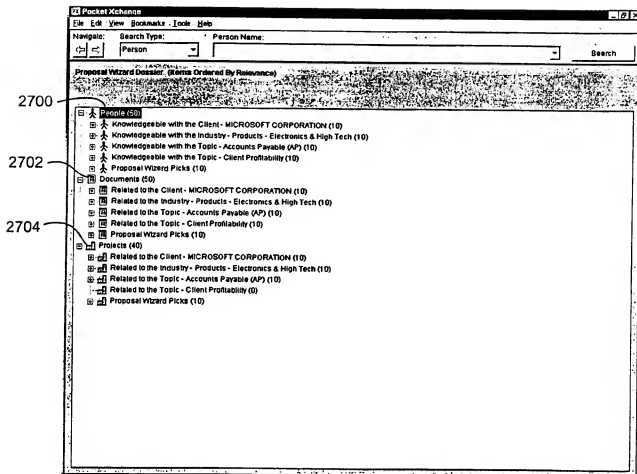 Pocket Xchange
File Edit View Bookmarks Tools Help
Navigate: Search Type: Person Name:
Person Search
Proposal Wizard Dossier. (Items Ordered By Relevance)
2700
People (50)
Knowledgeable with the Client - MICROSOFT CORPORATION (10)
Knowledgeable with the Industry - Products - Electronics & High Tech (10)
Knowledgeable with the Topic - Accounts Payable (AP) (10)
Knowledgeable with the Topic - Client Profitability (10)
Proposal Wizard Picks (10)
2702
Documents (50)
Related to the Client - MICROSOFT CORPORATION (10)
Related to the Industry - Products - Electronics & High Tech (10)
Related to the Topic - Accounts Payable (AP) (10)
Related to the Topic - Client Profitability (10)
Proposal Wizard Picks (10)
2704
Projects (40)
Related to the Client - MICROSOFT CORPORATION (10)
Related to the Industry - Products - Electronics & High Tech (10)
Related to the Topic - Accounts Payable (AP) (10)
Related to the Topic - Client Profitability (0)
Proposal Wizard Picks (10)